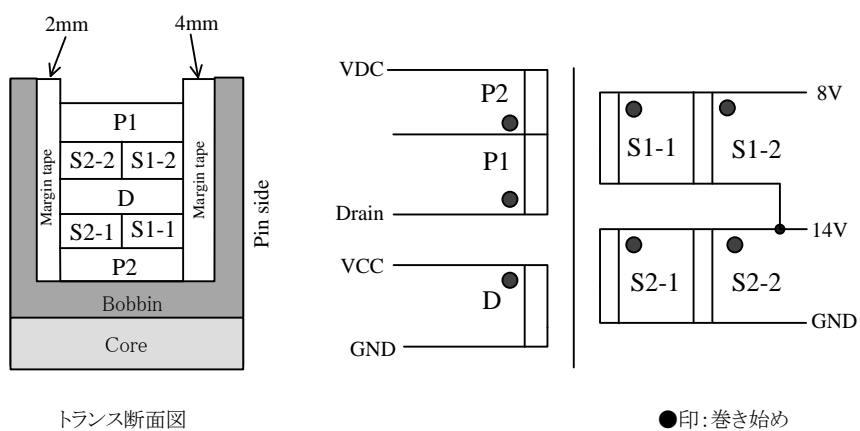 2mm
4mm
Margin tape
P1
S2-2
S1-2
D
S2-1
S1-1
P2
Margin tape
Pin side
Bobbin
Core
トランス断面図
VDC
P2
P1
Drain
VCC
D
GND
8V
S1-1
S1-2
14V
S2-1
S2-2
GND
●印:巻き始め